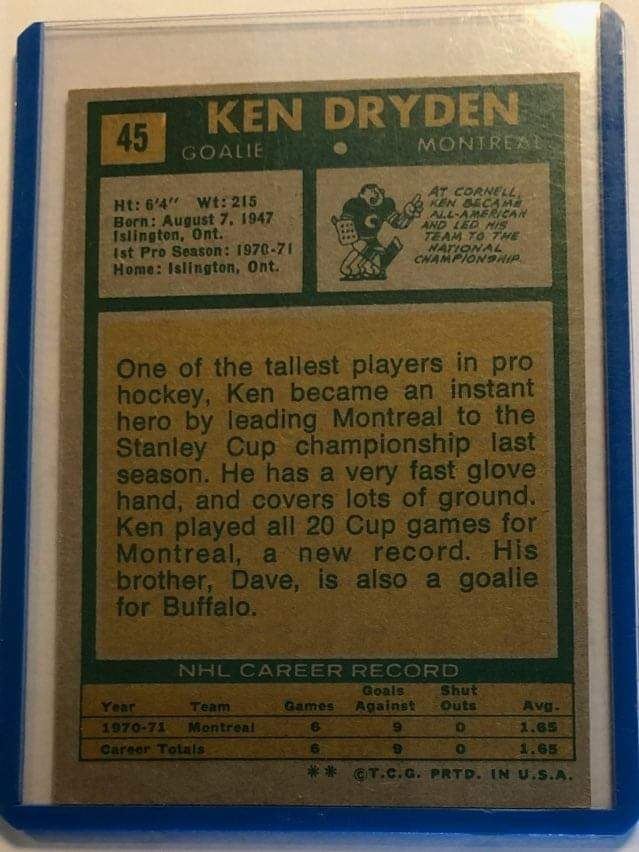 45
KEN DRYDEN
GOALIE • MONTREAL
Ht: 6'4" Wt: 215
Born: August 7, 1947
Islington, Ont.
1st Pro Season: 1970-71
Home: Islington, Ont.
C
AT CORNELL,
KEN BECAME
ALL-AMERICAN
AND LED HIS
TEAM TO THE
NATIONAL
CHAMPIONSHIP
One of the tallest players in pro
hockey, Ken became an instant
hero by leading Montreal to the
Stanley Cup championship last
season. He has a very fast glove
hand, and covers lots of ground.
Ken played all 20 Cup games for
Montreal, a new record. His
brother, Dave, is also a goalie
for Buffalo.
NHL CAREER RECORD
Year Team Games Goals Against Shut Outs Avg.
1970-71 Montreal 6 9 0 1.65
Career Totals 6 9 0 1.65
** ©T.C.G. PRTD. IN U.S.A.